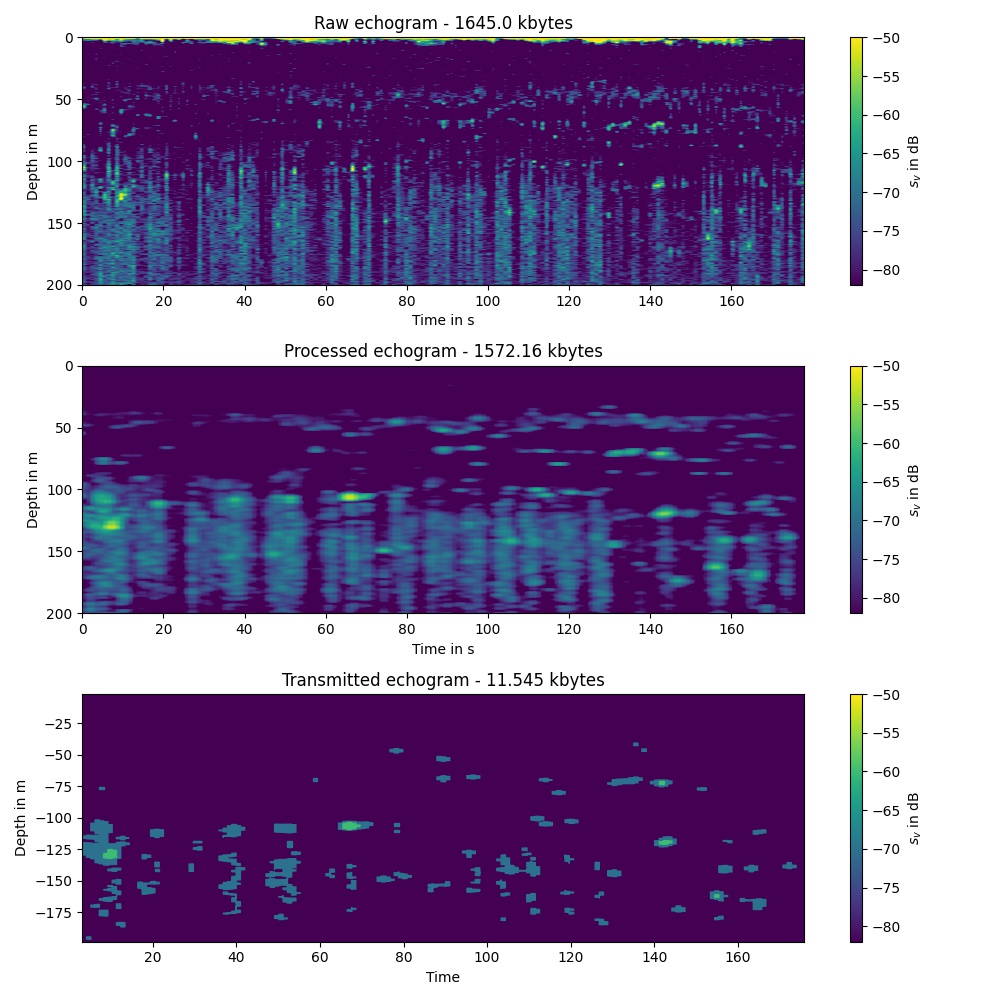 Raw echogram - 1645.0 kbytes
0
50
100
150
200
Depth in m
0 20 40 60 80 100 120 140 160
Time in s
−50
−55
−60
−65
−70
−75
−80
sv in dB
Processed echogram - 1572.16 kbytes
0
50
100
150
200
Depth in m
0 20 40 60 80 100 120 140 160
Time in s
−50
−55
−60
−65
−70
−75
−80
sv in dB
Transmitted echogram - 11.545 kbytes
−25
−50
−75
−100
−125
−150
−175
Depth in m
20 40 60 80 100 120 140 160
Time
−50
−55
−60
−65
−70
−75
−80
sv in dB